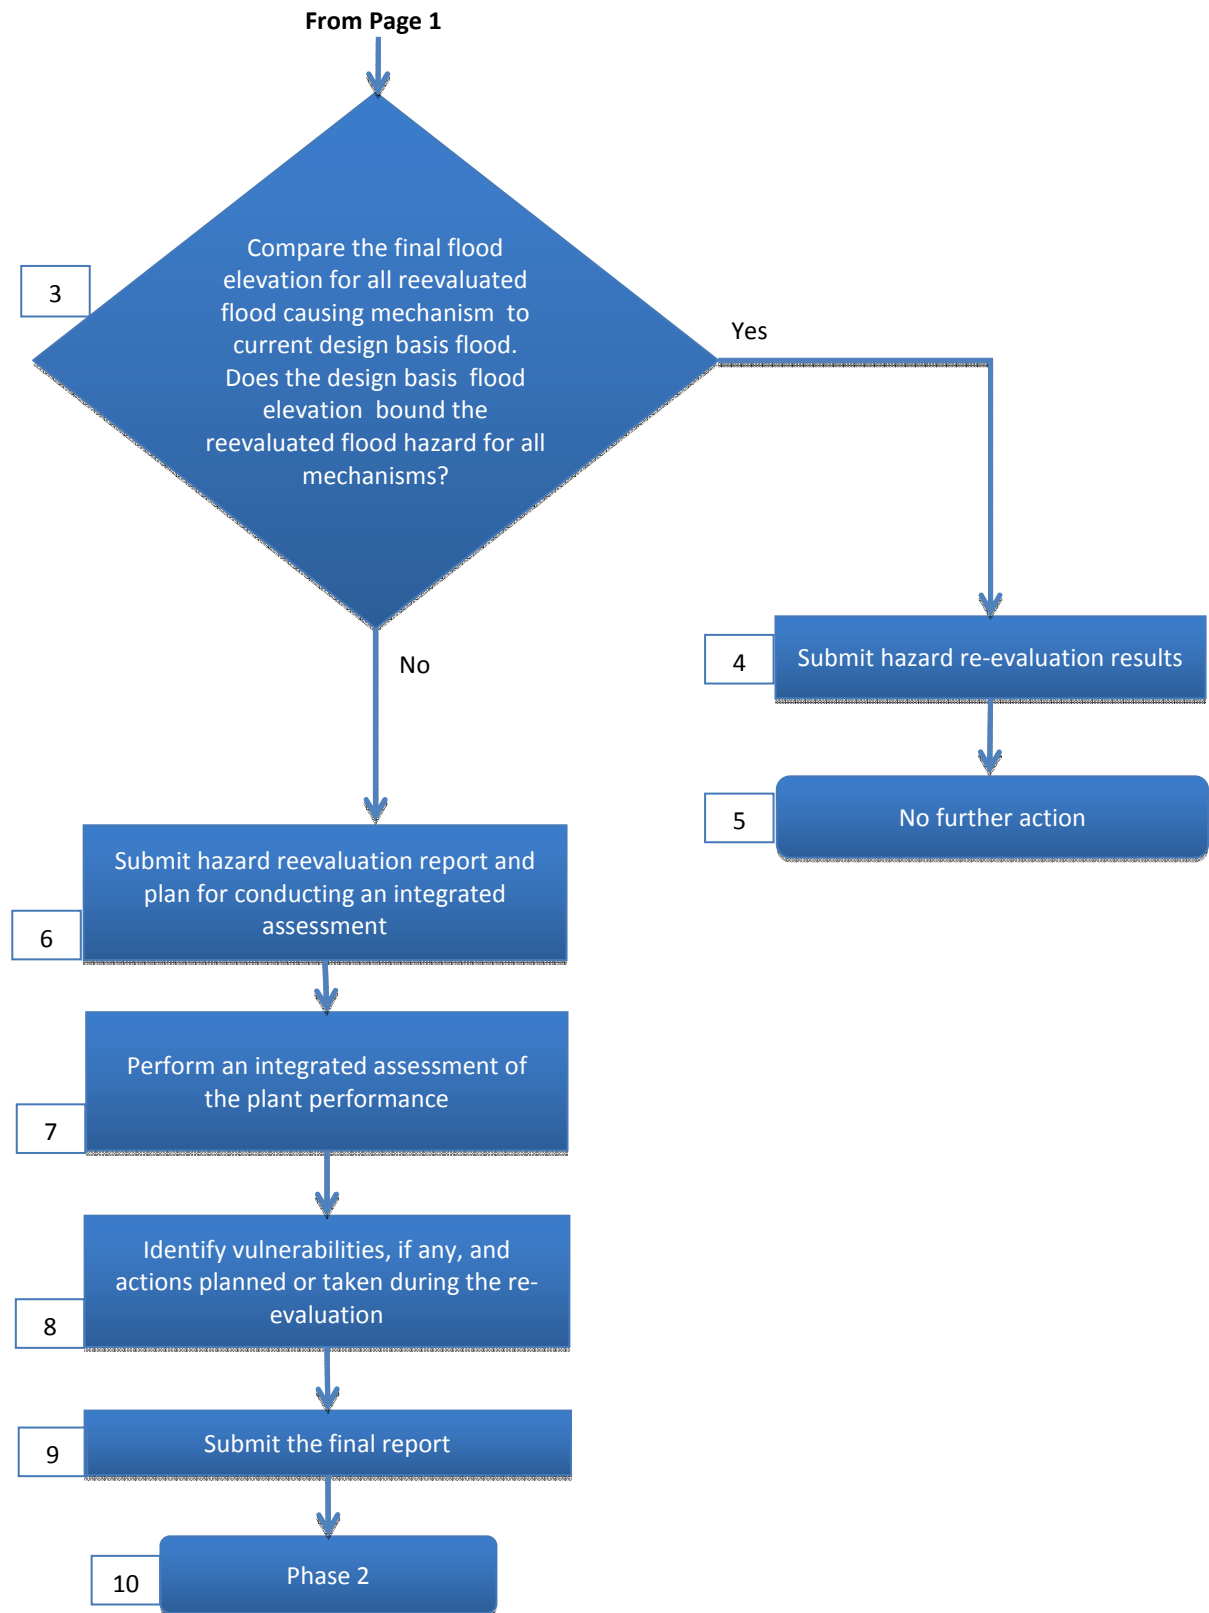 From Page 1
3
Compare the final flood
elevation for all reevaluated
flood causing mechanism to
current design basis flood.
Does the design basis flood
elevation bound the
reevaluated flood hazard for all
mechanisms?
Yes
No
4
Submit hazard re-evaluation results
5
No further action
6
Submit hazard reevaluation report and
plan for conducting an integrated
assessment
7
Perform an integrated assessment of
the plant performance
8
Identify vulnerabilities, if any, and
actions planned or taken during the re-
evaluation
9
Submit the final report
10
Phase 2